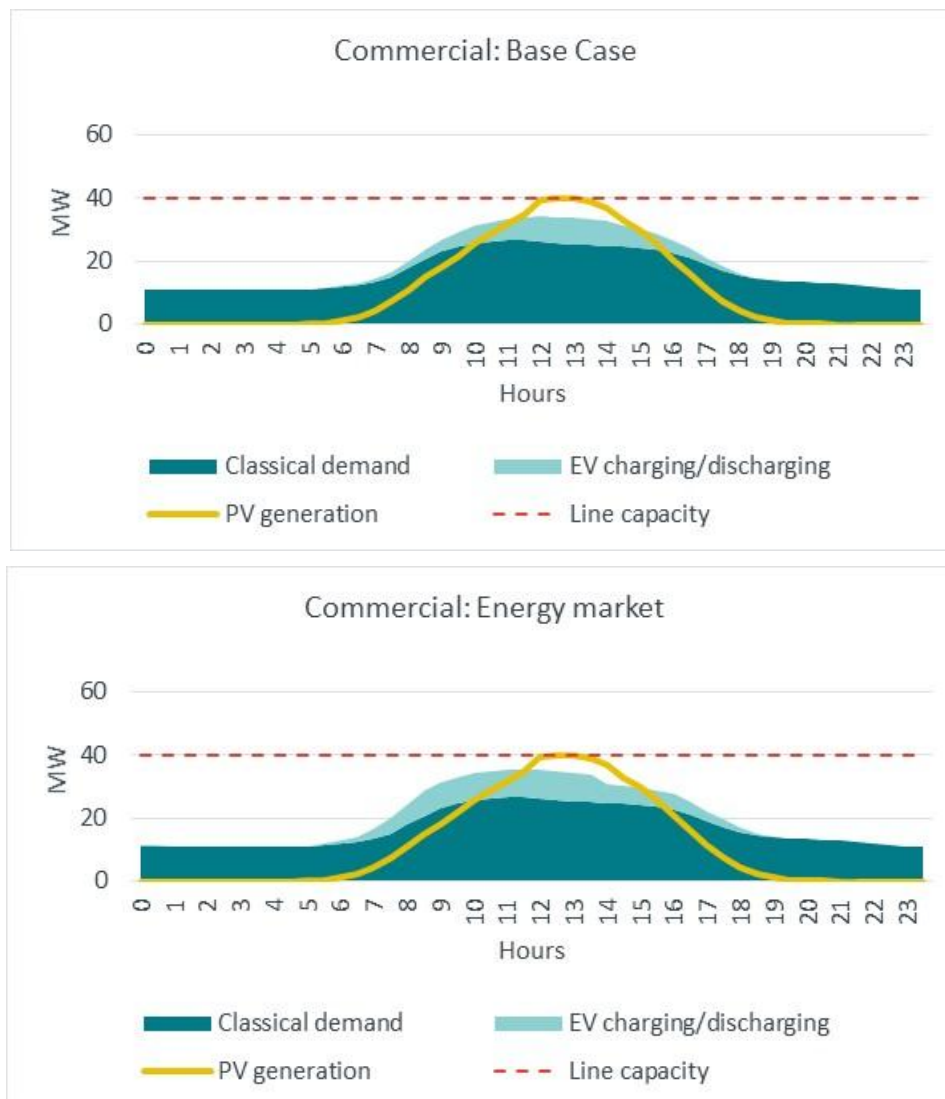 Commercial: Base Case
60
40
20
0
MW
0 1 2 3 4 5 6 7 8 9 10 11 12 13 14 15 16 17 18 19 20 21 22 23
Hours
Classical demand EV charging/discharging
PV generation Line capacity
Commercial: Energy market
60
40
20
0
MW
0 1 2 3 4 5 6 7 8 9 10 11 12 13 14 15 16 17 18 19 20 21 22 23
Hours
Classical demand EV charging/discharging
PV generation Line capacity